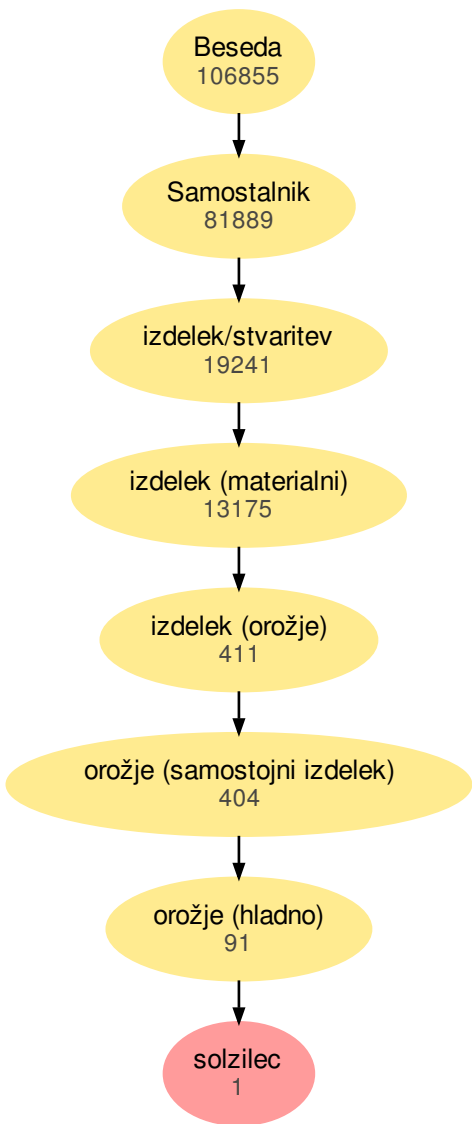 Beseda
106855
Samostalnik
81889
izdelek/stvaritev
19241
izdelek (materialni)
13175
izdelek (orožje)
411
orožje (samostojni izdelek)
404
orožje (hladno)
91
solzilec
1